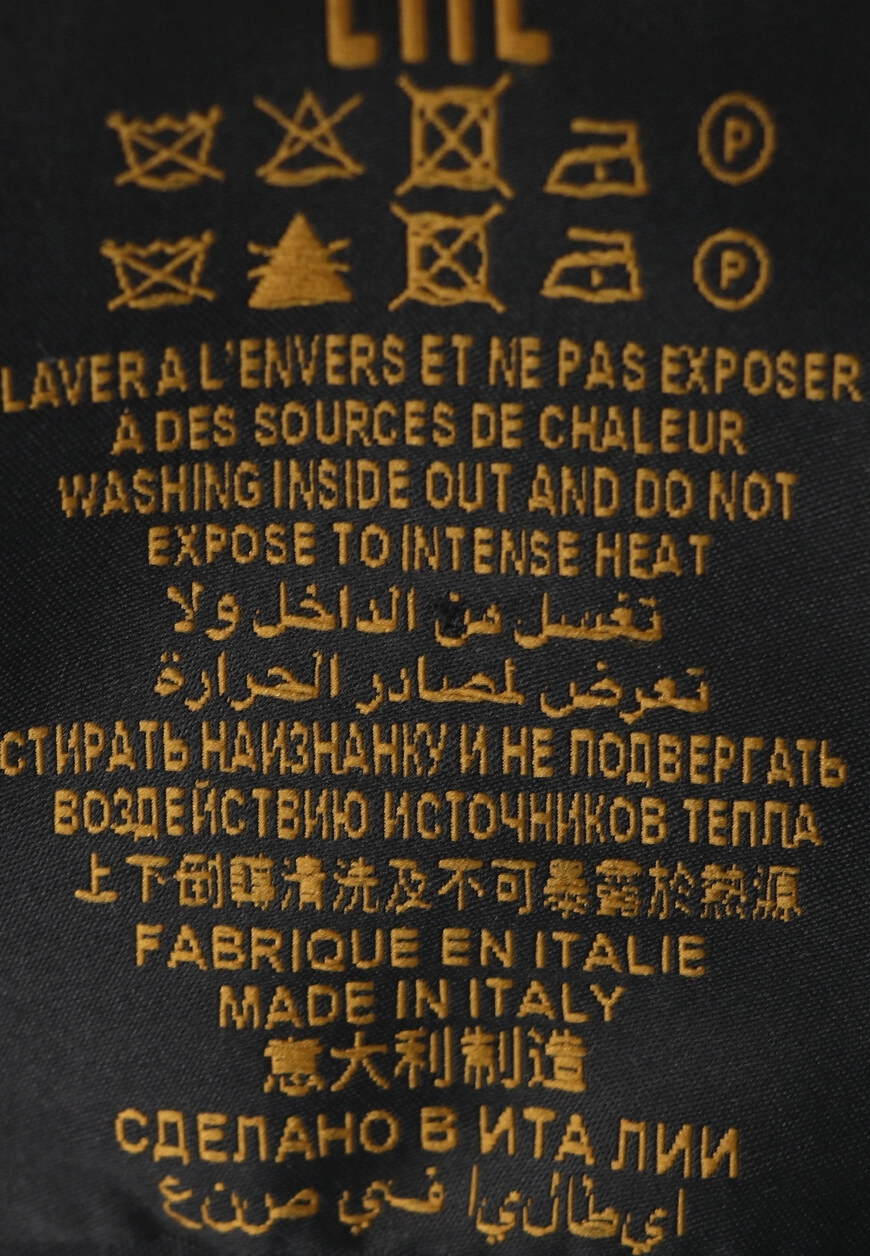 P
P
LAVER A L'ENVERS ET NE PAS EXPOSER
A DES SOURCES DE CHALEUR
WASHING INSIDE OUT AND DO NOT
EXPOSE TO INTENSE HEAT
تغسل من الداخل ولا
تعرض لمصادر الحرارة
СТИРАТЬ НАИЗНАНКУ И НЕ ПОДВЕРГАТЬ
ВОЗДЕЙСТВИЮ ИСТОЧНИКОВ ТЕПЛА
上下倒轉清洗及不可暴露於熱源
FABRIQUE EN ITALIE
MADE IN ITALY
意大利制造
СДЕЛАНО В ИТАЛИИ
ايطاليا في صنع